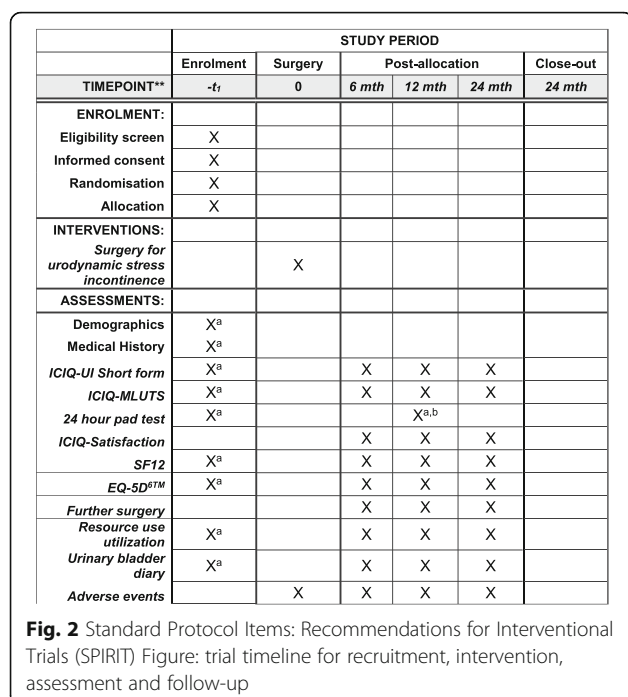 STUDY PERIOD
Enrolment Surgery Post-allocation Close-out
TIMEPOINT** -t₁ 0 6 mth 12 mth 24 mth 24 mth
ENROLMENT:
Eligibility screen X
Informed consent X
Randomisation X
Allocation X
INTERVENTIONS:
Surgery for
urodynamic stress X
incontinence
ASSESSMENTS:
Demographics Xᵃ
Medical History Xᵃ
ICIQ-UI Short form Xᵃ X X X
ICIQ-MLUTS Xᵃ X X X
24 hour pad test Xᵃ Xᵃ,ᵇ
ICIQ-Satisfaction X X X
SF12 Xᵃ X X X
EQ-5D⁶ᵀᴹ Xᵃ X X X
Further surgery X X X
Resource use
utilization Xᵃ X X X
Urinary bladder
diary Xᵃ X X X
Adverse events X X X X
Fig. 2 Standard Protocol Items: Recommendations for Interventional
Trials (SPIRIT) Figure: trial timeline for recruitment, intervention,
assessment and follow-up